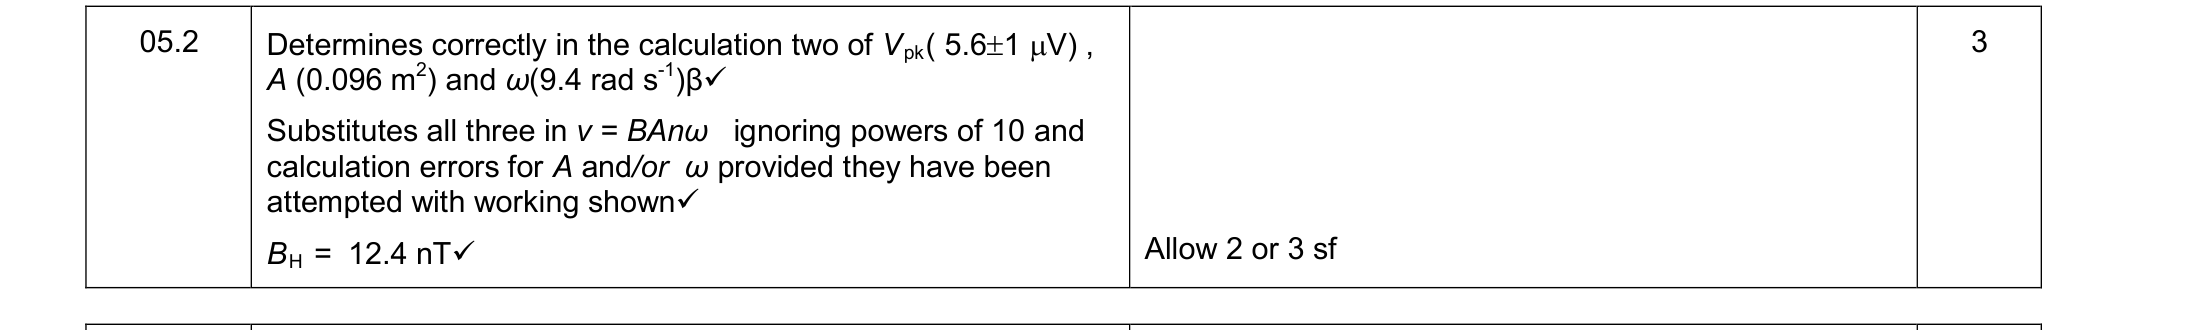 05.2
Determines correctly in the calculation two of Vpk( 5.6±1 μV) ,
A (0.096 m²) and ω(9.4 rad s⁻¹)β✓
Substitutes all three in v = BAnω ignoring powers of 10 and
calculation errors for A and/or ω provided they have been
attempted with working shown✓
BH = 12.4 nT✓
Allow 2 or 3 sf
3